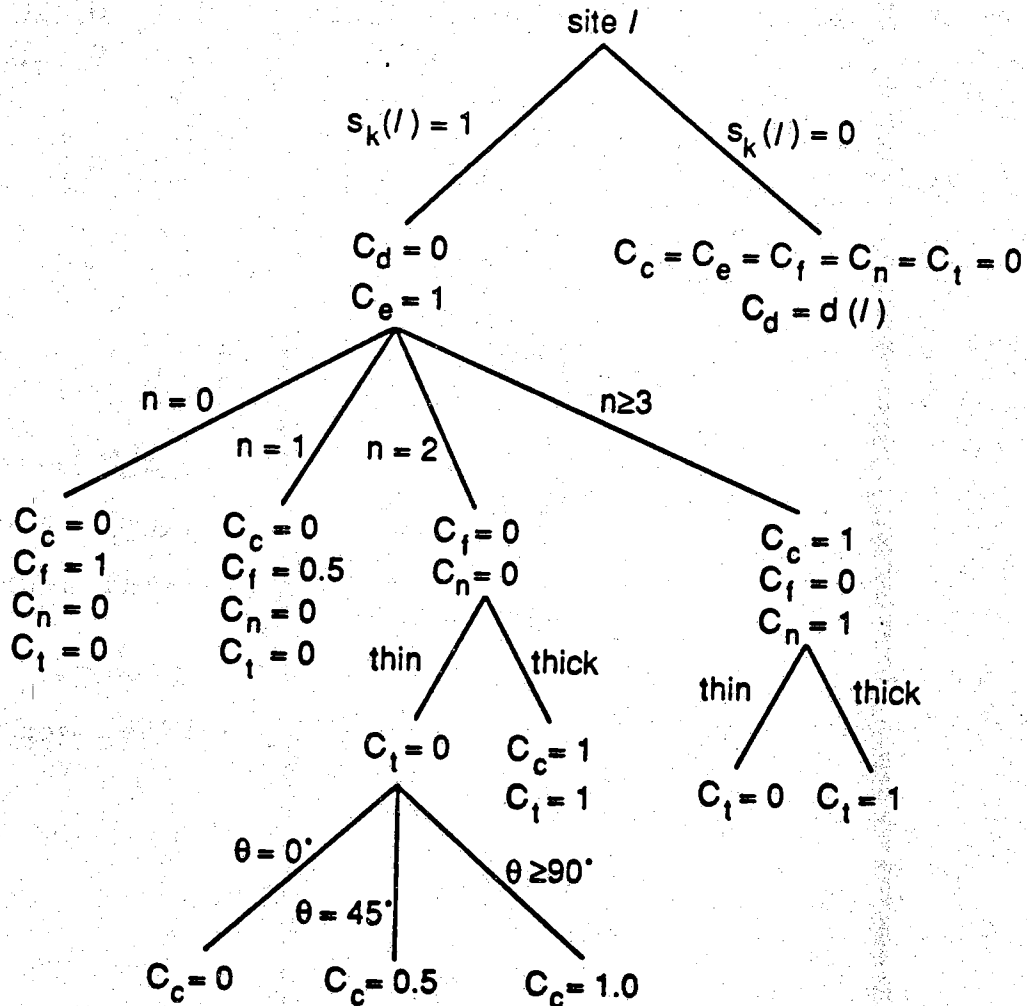 site l
s_k(l) = 1
s_k(l) = 0
C_d = 0
C_e = 1
C_c = C_e = C_f = C_n = C_t = 0
C_d = d(l)
n = 0
n = 1
n = 2
n≥3
C_c = 0
C_f = 1
C_n = 0
C_t = 0
C_c = 0
C_f = 0.5
C_n = 0
C_t = 0
C_f = 0
C_n = 0
C_c = 1
C_f = 0
C_n = 1
thin
thick
thin
thick
C_t = 0
C_c = 1
C_t = 1
C_t = 0
C_t = 1
θ = 0°
θ = 45°
θ ≥90°
C_c = 0
C_c = 0.5
C_c = 1.0